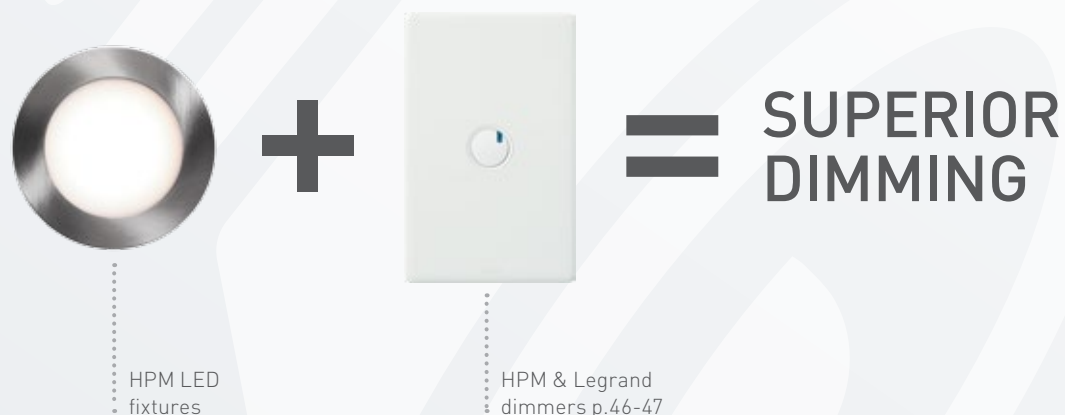 SUPERIOR
DIMMING
HPM LED
fixtures
HPM & Legrand
dimmers p.46-47